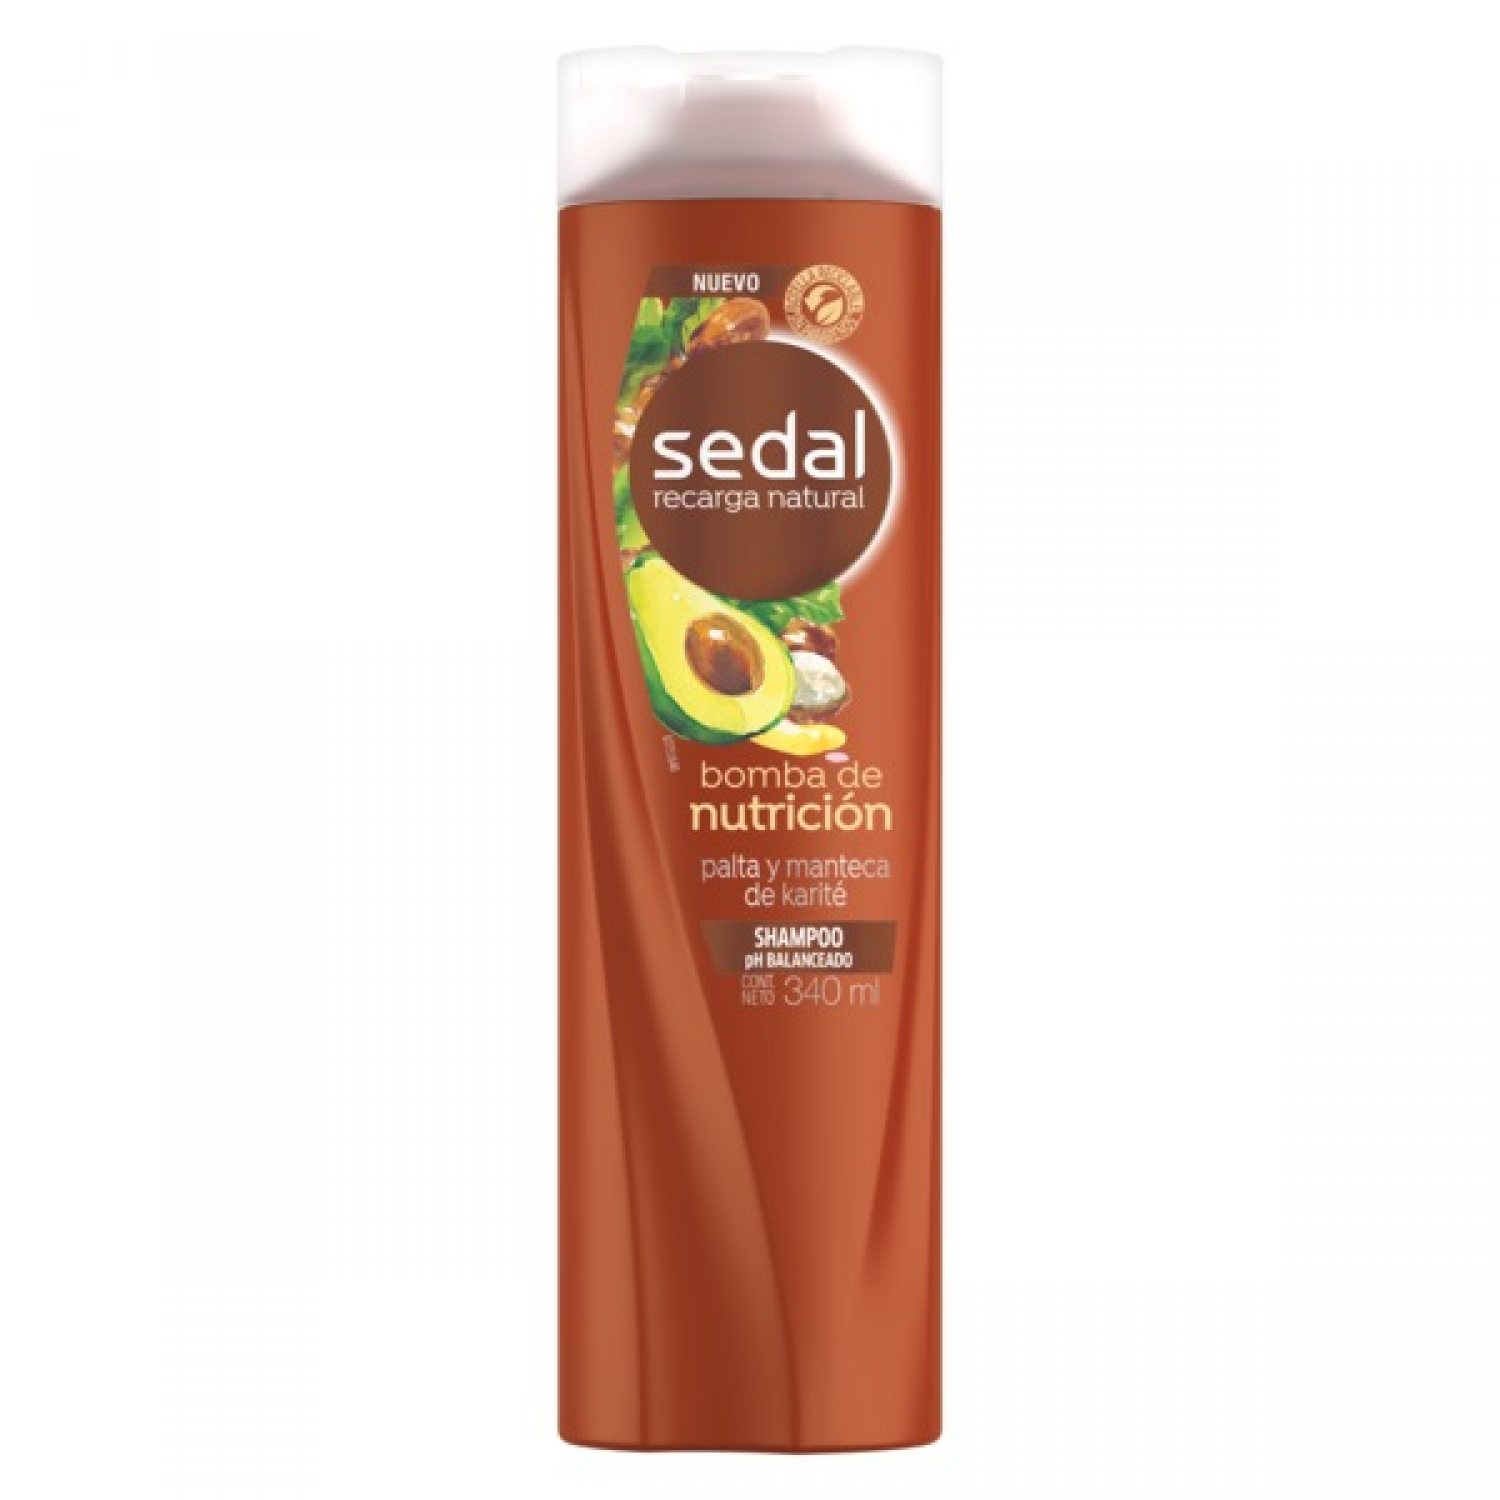 NUEVO
sedal
recarga natural
bomba de
nutrición
palta y manteca
de karité
SHAMPOO
pH BALANCEADO
CONT.
NETO 340 ml